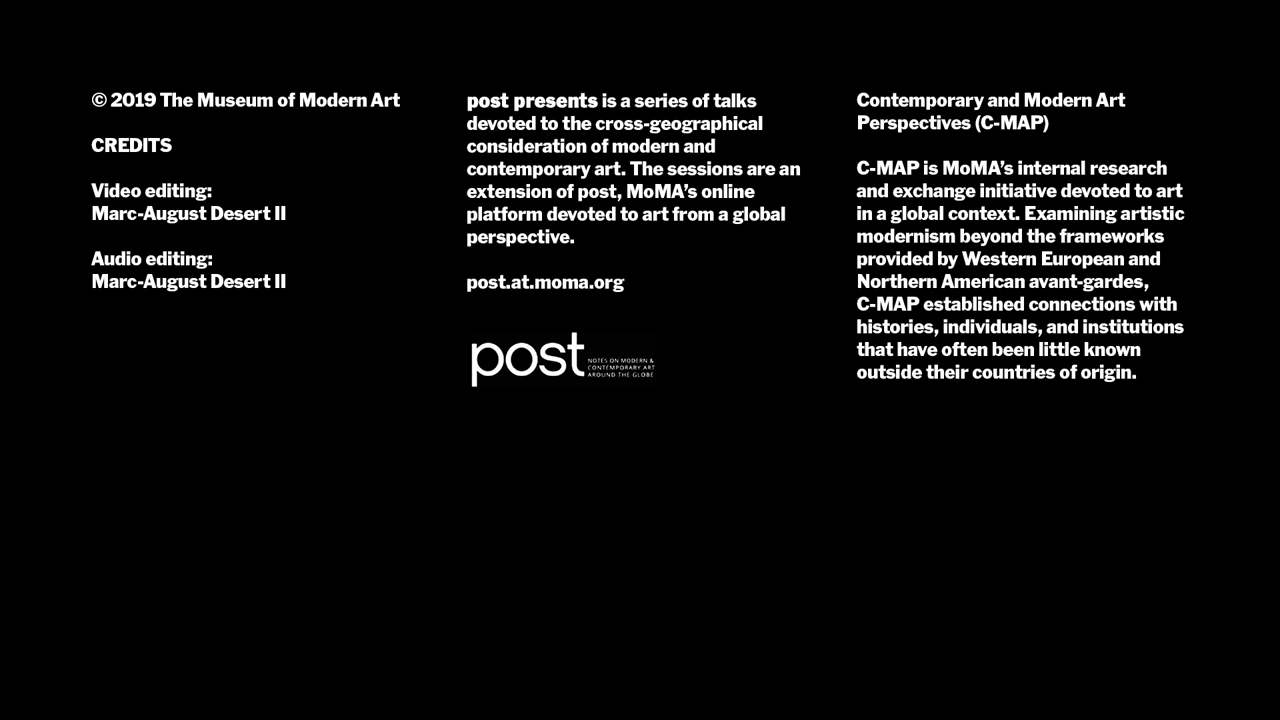 © 2019 The Museum of Modern Art
CREDITS
Video editing:
Marc-August Desert II
Audio editing:
Marc-August Desert II
post presents is a series of talks
devoted to the cross-geographical
consideration of modern and
contemporary art. The sessions are an
extension of post, MoMA’s online
platform devoted to art from a global
perspective.
post.at.moma.org
post
NOTES ON MODERN &
CONTEMPORARY ART
AROUND THE GLOBE
Contemporary and Modern Art
Perspectives (C-MAP)
C-MAP is MoMA’s internal research
and exchange initiative devoted to art
in a global context. Examining artistic
modernism beyond the frameworks
provided by Western European and
Northern American avant-gardes,
C-MAP established connections with
histories, individuals, and institutions
that have often been little known
outside their countries of origin.